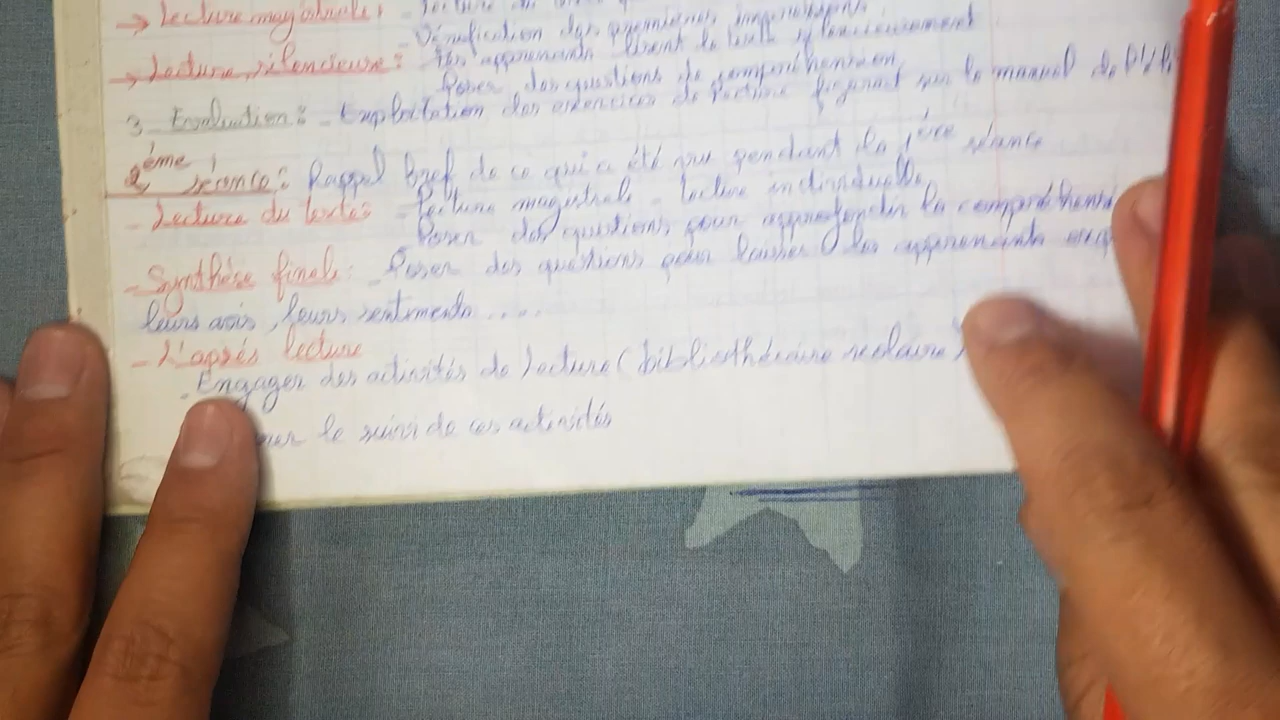 → Lecture magistrale : - Lecture du
- Vérification des premières impressions
→ Lecture silencieuse : les apprenants lisent le texte silencieusement
Poser des questions de compréhension
3 Evaluation : - Exploitation des exercices de lecture figurant sur le manuel de l'
2ème séance : Rappel bref de ce qui a été vu pendant la 1ère séance
- Lecture du texte : - Lecture magistrale - lecture individuelle
Poser des questions pour approfondir la compréhension
- Synthèse finale : - Poser des questions pour laisser les apprenants
leurs avis, leurs sentiments .....
- L'après lecture
- Engager des activités de lecture (bibliothécaire scolaire)
le suivi de ces activités